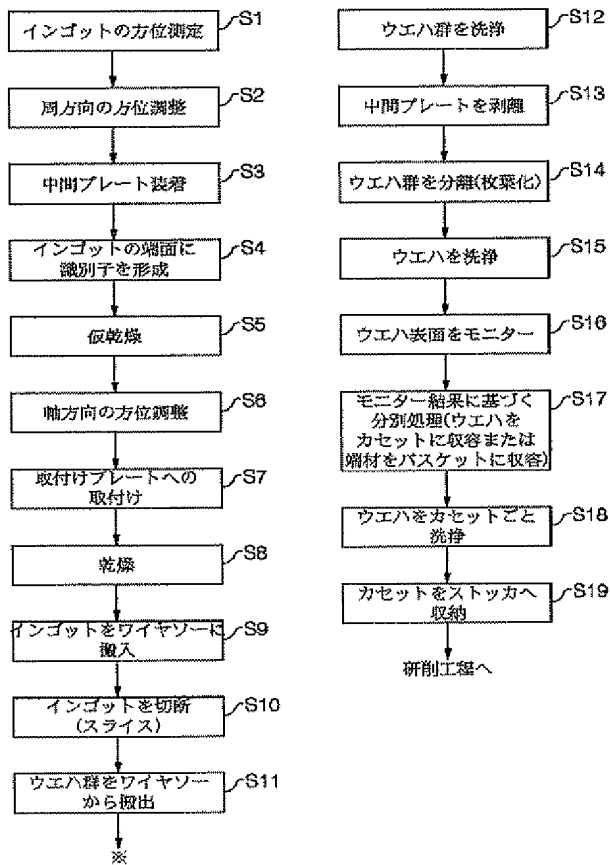 インゴットの方位測定
S1
周方向の方位調整
S2
中間プレート装着
S3
インゴットの端面に
識別子を形成
S4
仮乾燥
S5
軸方向の方位調整
S6
取付けプレートへの
取付け
S7
乾燥
S8
インゴットをワイヤソーに
搬入
S9
インゴットを切断
(スライス)
S10
ウエハ群をワイヤソー
から搬出
S11
※
ウエハ群を洗浄
S12
中間プレートを剥離
S13
ウエハ群を分離(枚葉化)
S14
ウエハを洗浄
S15
ウエハ表面をモニター
S16
モニター結果に基づく
分別処理(ウエハを
カセットに収容または
端材をバスケットに収容)
S17
ウエハをカセットごと
洗浄
S18
カセットをストッカへ
収納
S19
研削工程へ